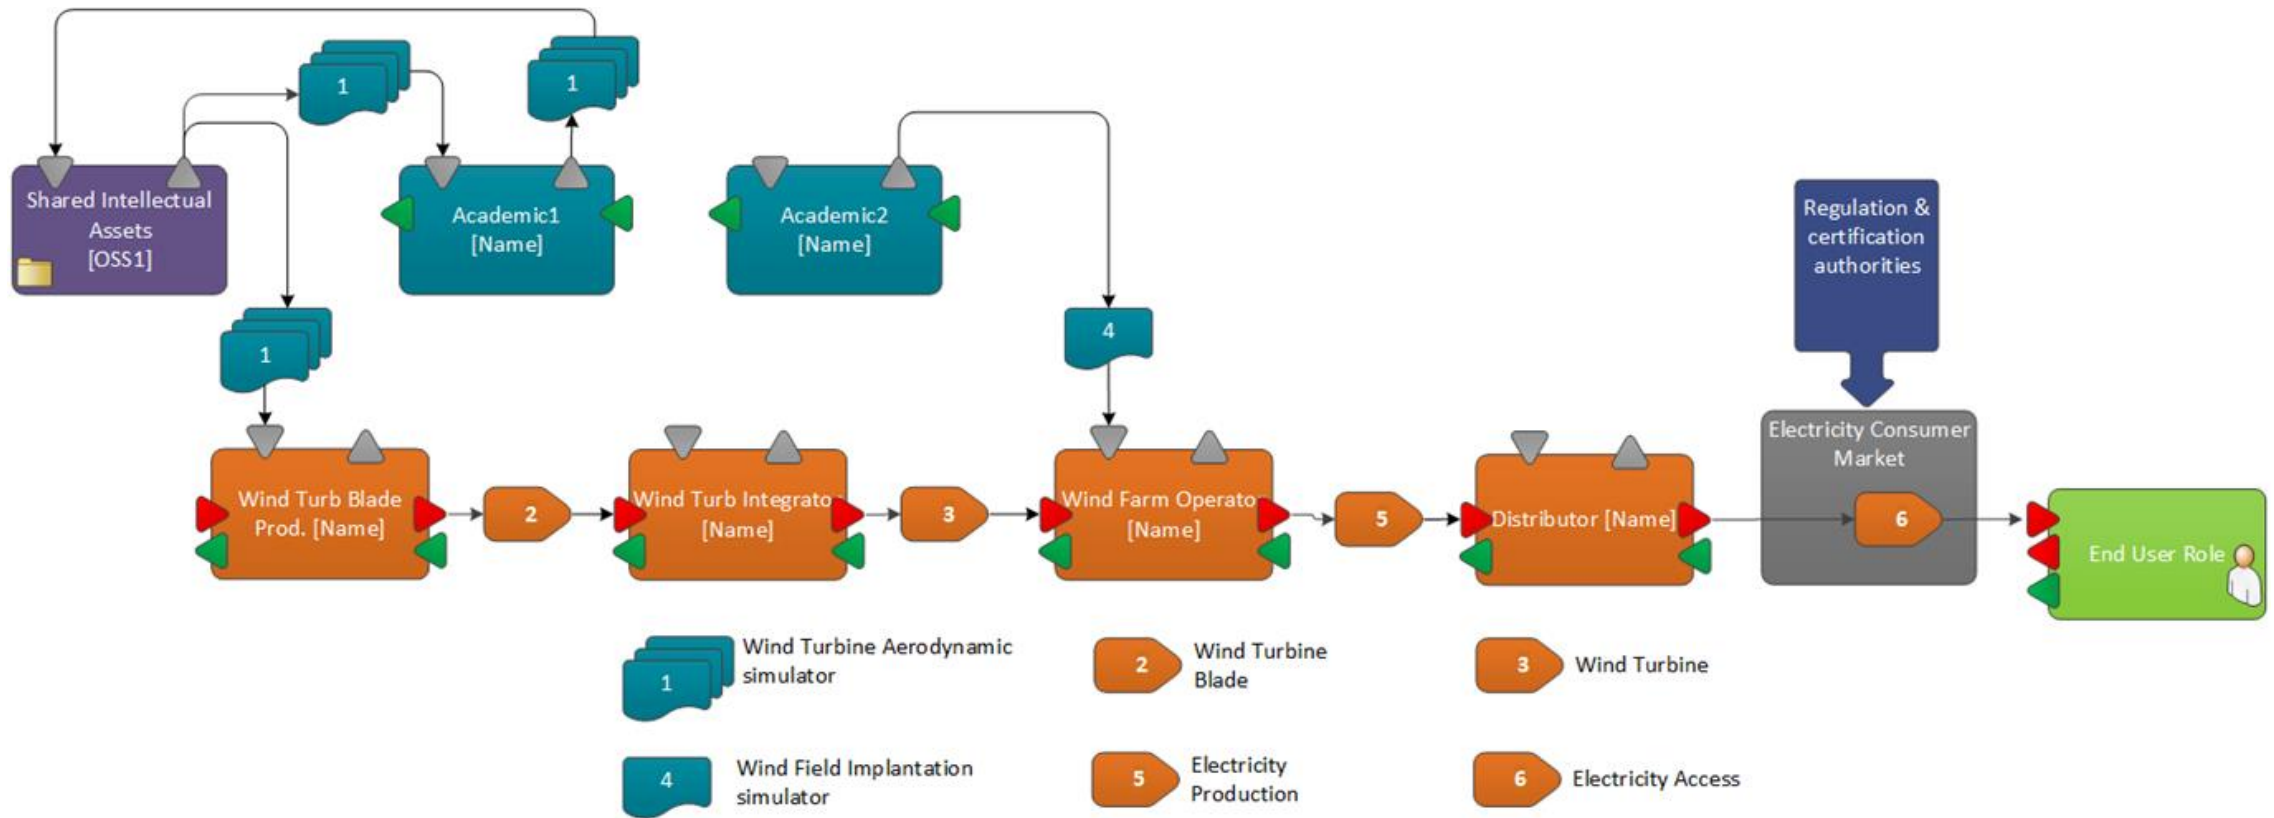 1
1
Shared Intellectual
Assets
[OSS1]
Academic1
[Name]
Academic2
[Name]
Regulation &
certification
authorities
1
4
Wind Turb Blade
Prod. [Name]
2
Wind Turb Integrato
[Name]
3
Wind Farm Operato
[Name]
5
Distributor [Name]
Electricity Consumer
Market
6
End User Role
1
Wind Turbine Aerodynamic
simulator
2
Wind Turbine
Blade
3
Wind Turbine
4
Wind Field Implantation
simulator
5
Electricity
Production
6
Electricity Access